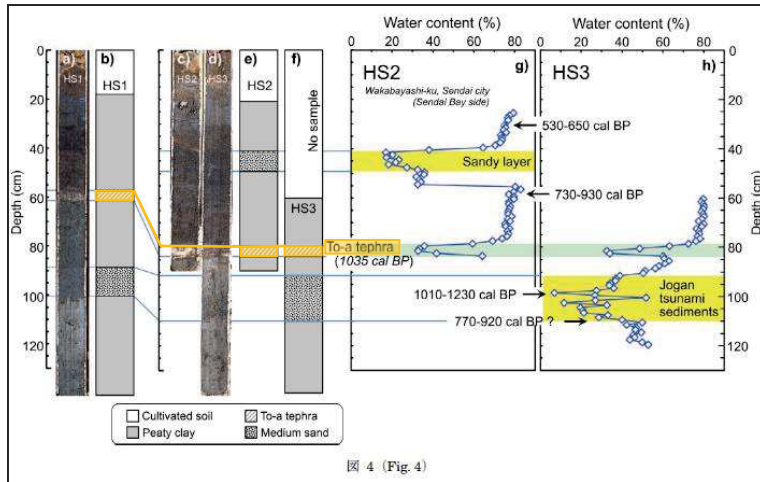 Water content (%)
Water content (%)
0 20 40 60 80
0 20 40 60 80
a) b) c) d) e) f) g) h)
HS1 HS1 HS2 HS3 HS2
No sample
HS3
HS2
HS3
Wakabayashi-ku, Sendai city
(Sendai Bay side)
Depth (cm)
0
20
40
60
80
100
120
Depth (cm)
0
20
40
60
80
100
120
530-650 cal BP
Sandy layer
730-930 cal BP
To-a tephra
(1035 cal BP)
1010-1230 cal BP
Jogan
tsunami
sediments
770-920 cal BP ?
Cultivated soil
To-a tephra
Peaty clay
Medium sand
図 4 (Fig. 4)